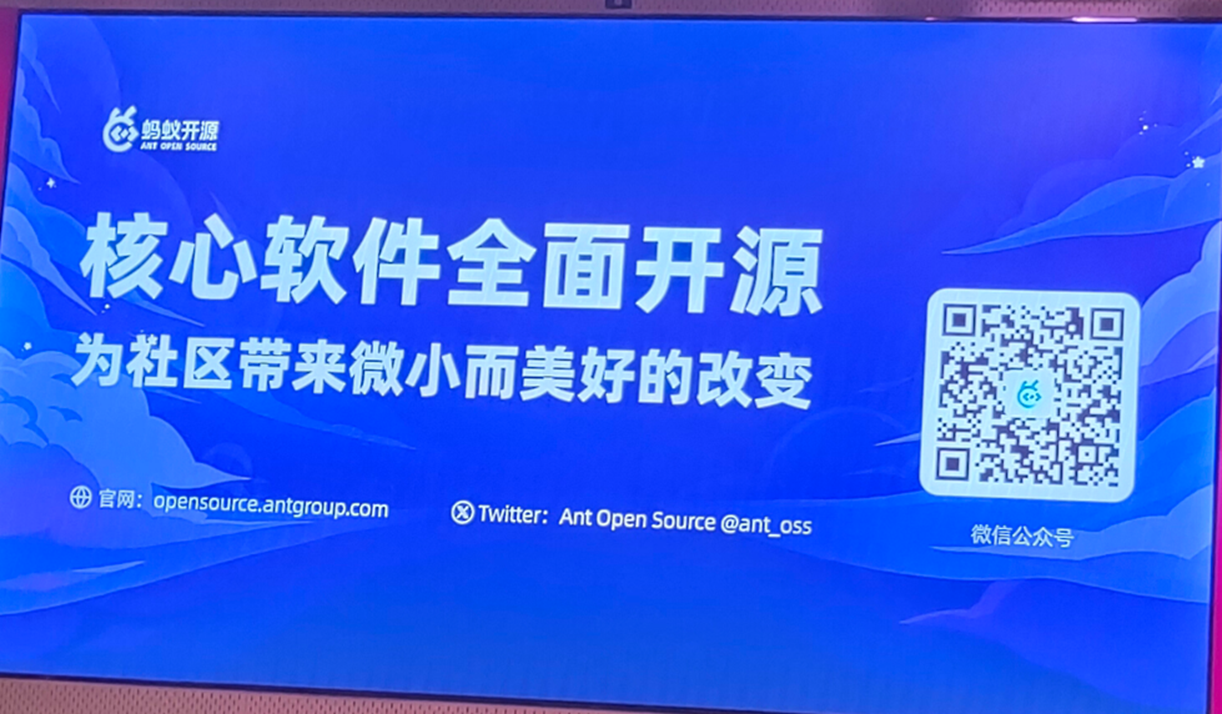 蚂蚁开源
ANT OPEN SOURCE
核心软件全面开源
为社区带来微小而美好的改变
官网：opensource.antgroup.com
Twitter：Ant Open Source @ant_oss
微信公众号